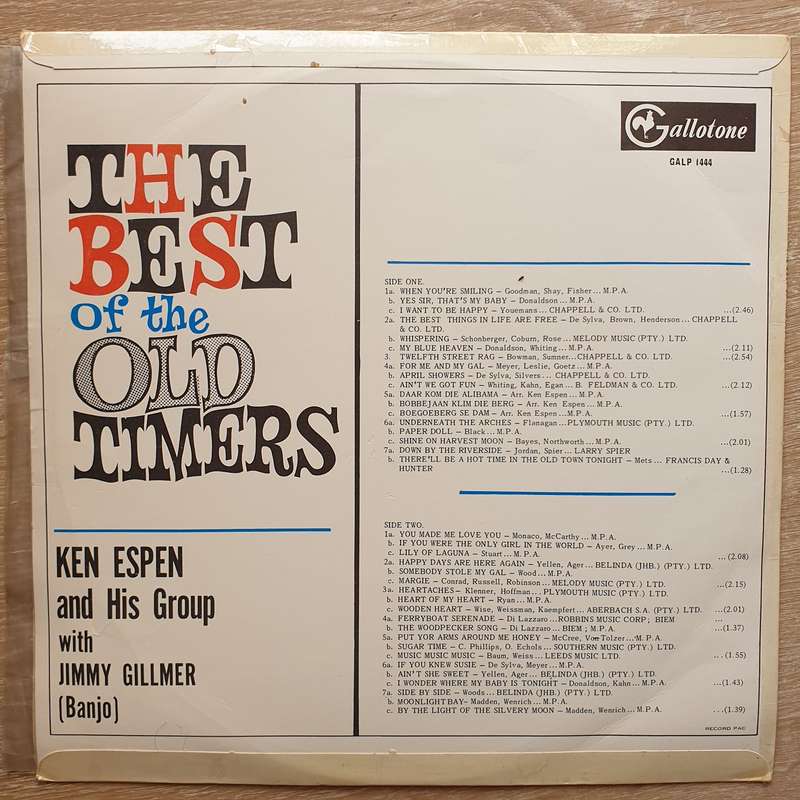 THE
BEST
of the
OLD
TIMERS
KEN ESPEN
and His Group
with
JIMMY GILLMER
(Banjo)
Gallotone
GALP 1444
SIDE ONE.
1a. WHEN YOU'RE SMILING – Goodman, Shay, Fisher... M.P.A.
b. YES SIR, THAT'S MY BABY – Donaldson... M.P.A.
c. I WANT TO BE HAPPY – Youemans... CHAPPELL & CO. LTD. ...(2.46)
2a. THE BEST THINGS IN LIFE ARE FREE – De Sylva, Brown, Henderson... CHAPPELL
& CO. LTD.
b. WHISPERING – Schonberger, Coburn, Rose... MELODY MUSIC (PTY.) LTD.
c. MY BLUE HEAVEN – Donaldson, Whiting... M.P.A. ...(2.11)
3. TWELFTH STREET RAG – Bowman, Sumner...CHAPPELL & CO. LTD. ...(2.54)
4a. FOR ME AND MY GAL – Meyer, Leslie, Goetz... M.P.A.
b. APRIL SHOWERS – De Sylva, Silvers... CHAPPELL & CO. LTD.
c. AIN'T WE GOT FUN – Whiting, Kahn, Egan... B. FELDMAN & CO. LTD. ...(2.12)
5a. DAAR KOM DIE ALIBAMA – Arr. Ken Espen... M.P.A.
b. BOBBEJAAN KLIM DIE BERG – Arr. Ken Espen... M.P.A.
c. BOEGOEBERG SE DAM – Arr. Ken Espen...M.P.A. ...(1.57)
6a. UNDERNEATH THE ARCHES – Flanagan...PLYMOUTH MUSIC (PTY.) LTD.
b. PAPER DOLL – Black... M.P.A.
c. SHINE ON HARVEST MOON – Bayes, Northworth... M.P.A. ...(2.01)
7a. DOWN BY THE RIVERSIDE – Jordan, Spier... LARRY SPIER
b. THERE'LL BE A HOT TIME IN THE OLD TOWN TONIGHT – Mets... FRANCIS DAY &
HUNTER ...(1.28)
SIDE TWO.
1a. YOU MADE ME LOVE YOU – Monaco, McCarthy... M.P.A.
b. IF YOU WERE THE ONLY GIRL IN THE WORLD – Ayer, Grey... M.P.A.
c. LILY OF LAGUNA – Stuart... M.P.A. ...(2.08)
2a. HAPPY DAYS ARE HERE AGAIN – Yellen, Ager... BELINDA (JHB.) (PTY.) LTD.
b. SOMEBODY STOLE MY GAL – Wood... M.P.A.
c. MARGIE – Conrad, Russell, Robinson... MELODY MUSIC (PTY.) LTD. ...(2.15)
3a. HEARTACHES – Klenner, Hoffman... PLYMOUTH MUSIC (PTY.) LTD.
b. HEART OF MY HEART – Ryan... M.P.A.
c. WOODEN HEART – Wise, Weissman, Kaempfert... ABERBACH S.A. (PTY.) LTD. ...(2.01)
4a. FERRYBOAT SERENADE – Di Lazzaro...ROBBINS MUSIC CORP; BIEM ...
b. THE WOODPECKER SONG – Di Lazzaro... BIEM; M.P.A. ...(1.37)
5a. PUT YOR ARMS AROUND ME HONEY – McCree, Von Tolzer... M.P.A.
b. SUGAR TIME – C. Phillips, O. Echols... SOUTHERN MUSIC (PTY.) LTD.
c. MUSIC MUSIC MUSIC – Baum, Weiss... LEEDS MUSIC LTD. ...(1.55)
6a. IF YOU KNEW SUSIE – De Sylva, Meyer... M.P.A.
b. AIN'T SHE SWEET – Yellen, Ager... BELINDA (JHB.) (PTY.) LTD.
c. I WONDER WHERE MY BABY IS TONIGHT – Donaldson, Kahn... M.P.A. ...(1.43)
7a. SIDE BY SIDE – Woods... BELINDA (JHB.) (PTY.) LTD.
b. MOONLIGHT BAY– Madden, Wenrich... M.P.A.
c. BY THE LIGHT OF THE SILVERY MOON – Madden, Wenrich... M.P.A. ...(1.39)
RECORD PAC